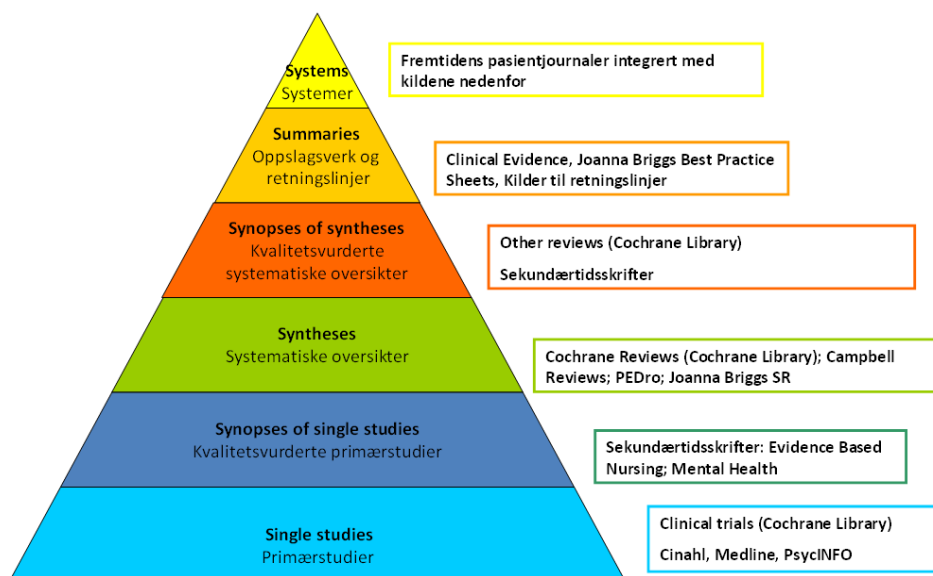 Systems
Systemer
Fremtidens pasientjournaler integrert med
kildene nedenfor
Summaries
Oppslagsverk og
retningslinjer
Clinical Evidence, Joanna Briggs Best Practice
Sheets, Kilder til retningslinjer
Synopses of syntheses
Kvalitetsvurderte
systematiske oversikter
Other reviews (Cochrane Library)
Sekundærtidsskrifter
Syntheses
Systematiske oversikter
Cochrane Reviews (Cochrane Library); Campbell
Reviews; PEDro; Joanna Briggs SR
Synopses of single studies
Kvalitetsvurderte primærstudier
Sekundærtidsskrifter: Evidence Based
Nursing; Mental Health
Single studies
Primærstudier
Clinical trials (Cochrane Library)
Cinahl, Medline, PsycINFO